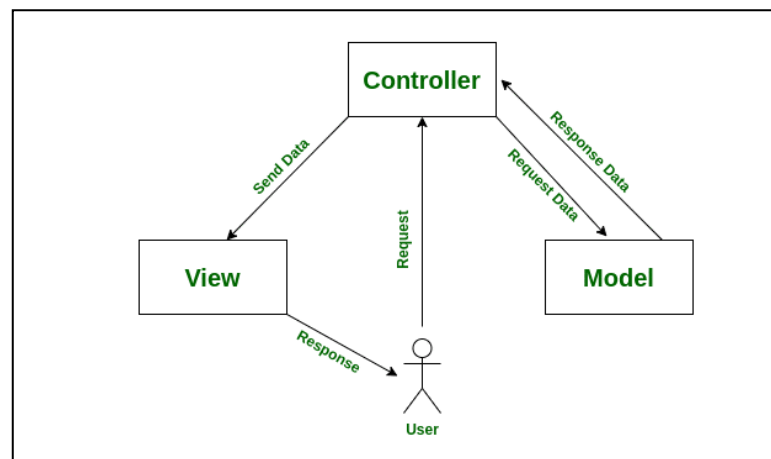 Controller
Send Data
Request
Request Data
Response Data
View
Model
Response
User